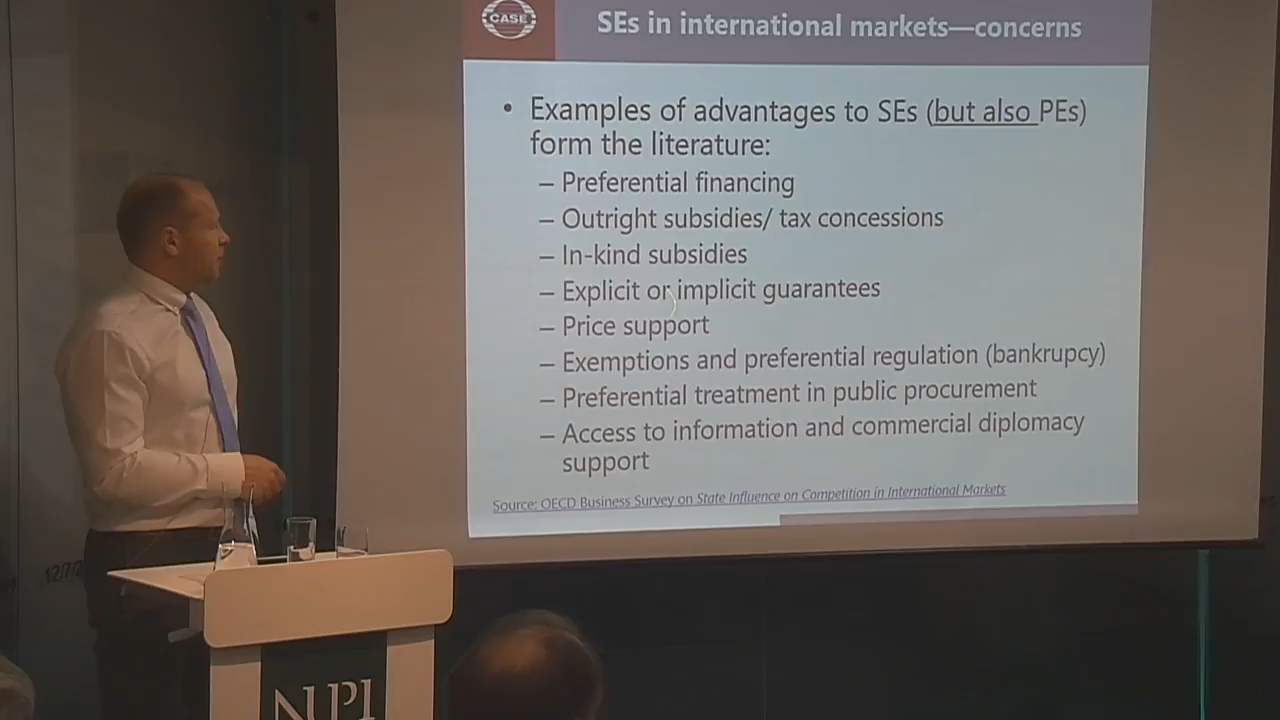 CASE
SEs in international markets—concerns
• Examples of advantages to SEs (but also PEs)
form the literature:
– Preferential financing
– Outright subsidies/ tax concessions
– In-kind subsidies
– Explicit or implicit guarantees
– Price support
– Exemptions and preferential regulation (bankrupcy)
– Preferential treatment in public procurement
– Access to information and commercial diplomacy
support
Source: OECD Business Survey on State Influence on Competition in International Markets
NUPI